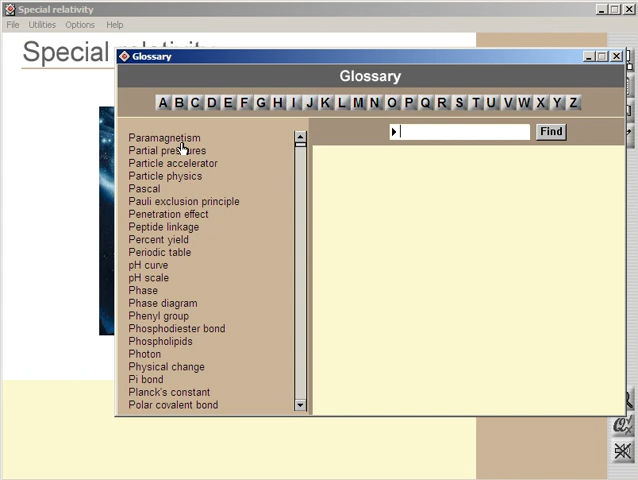 Special relativity
File Utilities Options Help
Special relativity
Glossary
Glossary
A B C D E F G H I J K L M N O P Q R S T U V W X Y Z
Find
Paramagnetism
Partial pressures
Particle accelerator
Particle physics
Pascal
Pauli exclusion principle
Penetration effect
Peptide linkage
Percent yield
Periodic table
pH curve
pH scale
Phase
Phase diagram
Phenyl group
Phosphodiester bond
Phospholipids
Photon
Physical change
Pi bond
Planck's constant
Polar covalent bond